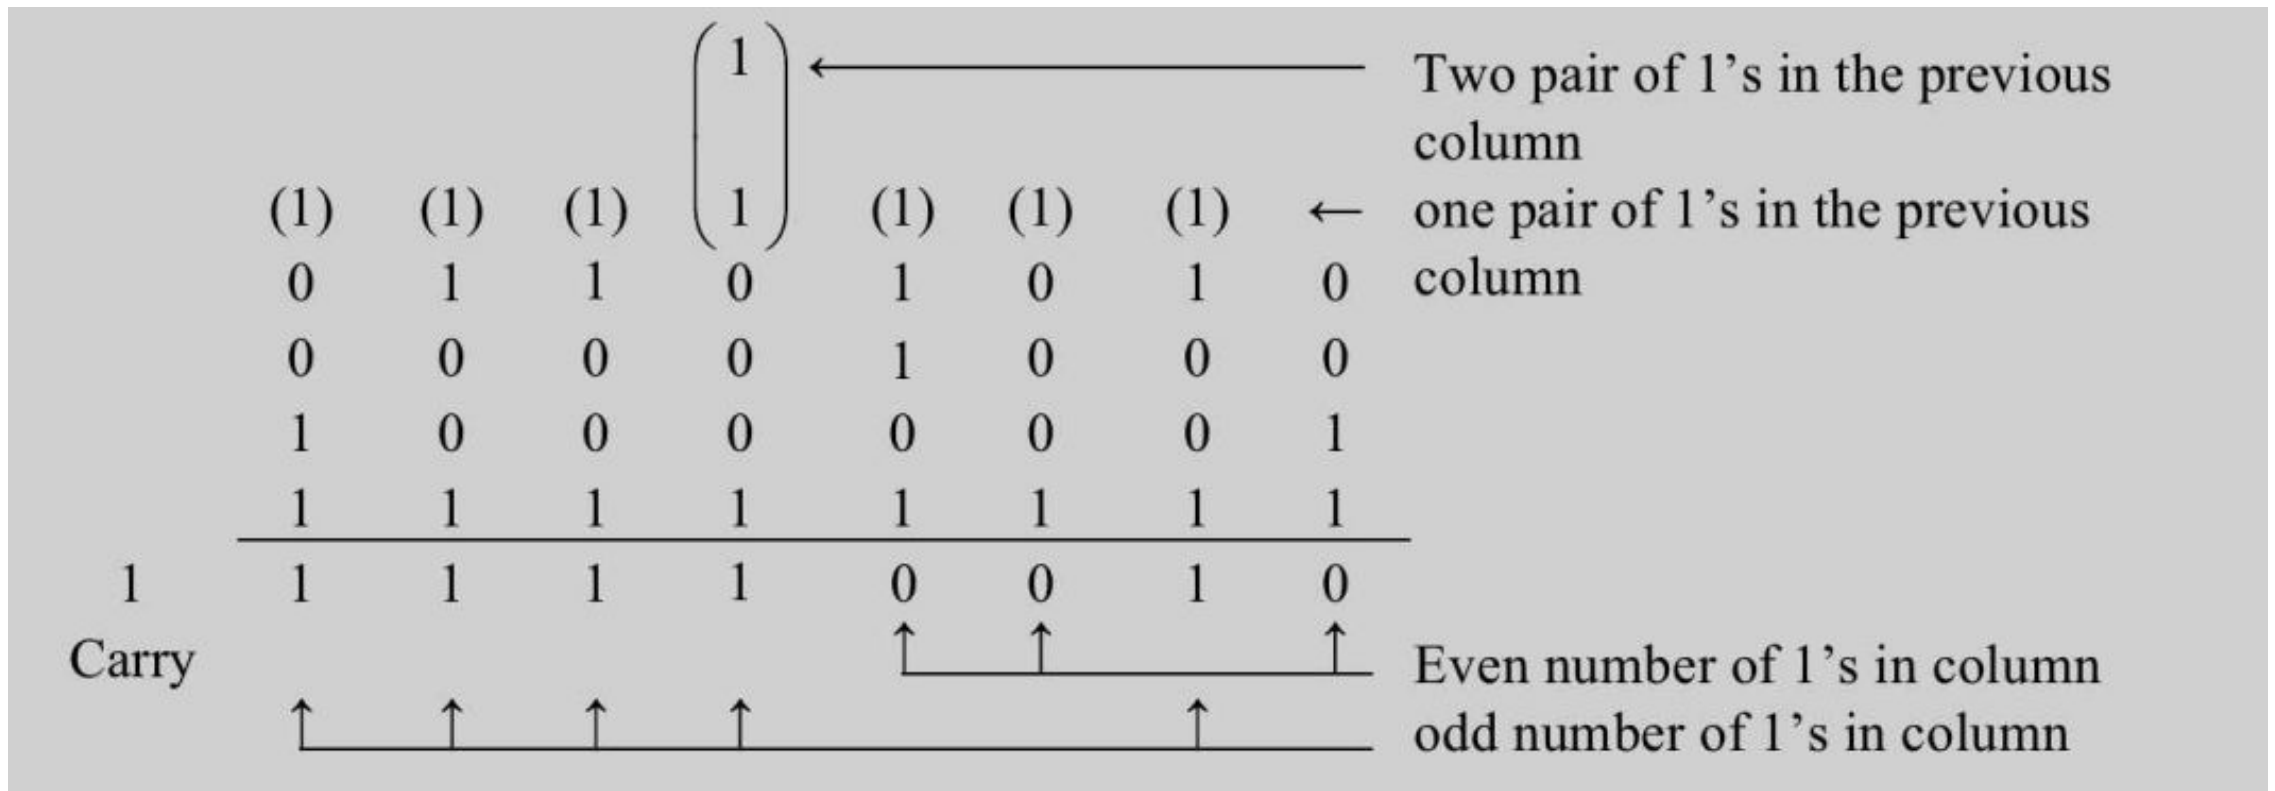 1 ← Two pair of 1’s in the previous
column
(1) (1) (1) 1 (1) (1) (1) ← one pair of 1’s in the previous
0 1 1 0 1 0 1 0 column
0 0 0 0 1 0 0 0
1 0 0 0 0 0 0 1
1 1 1 1 1 1 1 1
1 1 1 1 1 0 0 1 0
Carry Even number of 1’s in column
odd number of 1’s in column